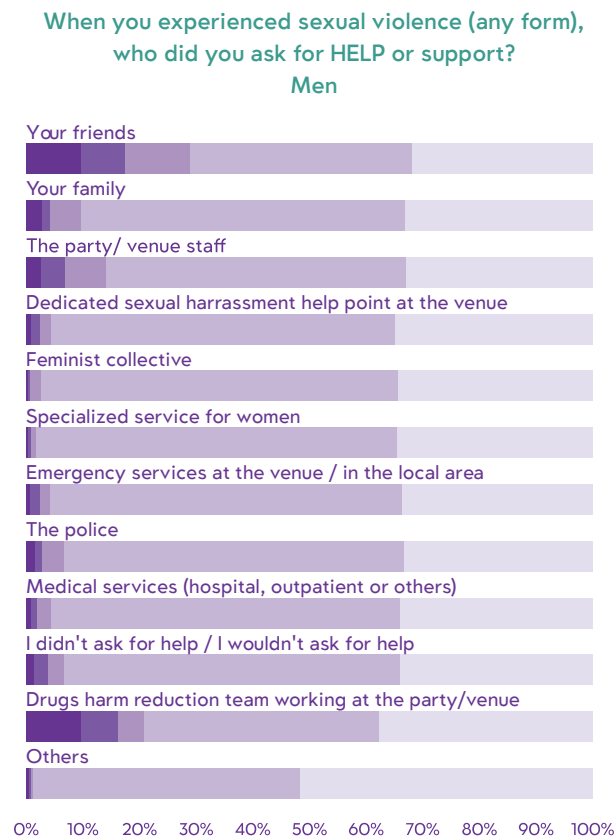 When you experienced sexual violence (any form),
who did you ask for HELP or support?
Men
Your friends
Your family
The party/ venue staff
Dedicated sexual harrassment help point at the venue
Feminist collective
Specialized service for women
Emergency services at the venue / in the local area
The police
Medical services (hospital, outpatient or others)
I didn't ask for help / I wouldn't ask for help
Drugs harm reduction team working at the party/venue
Others
0% 10% 20% 30% 40% 50% 60% 70% 80% 90% 100%